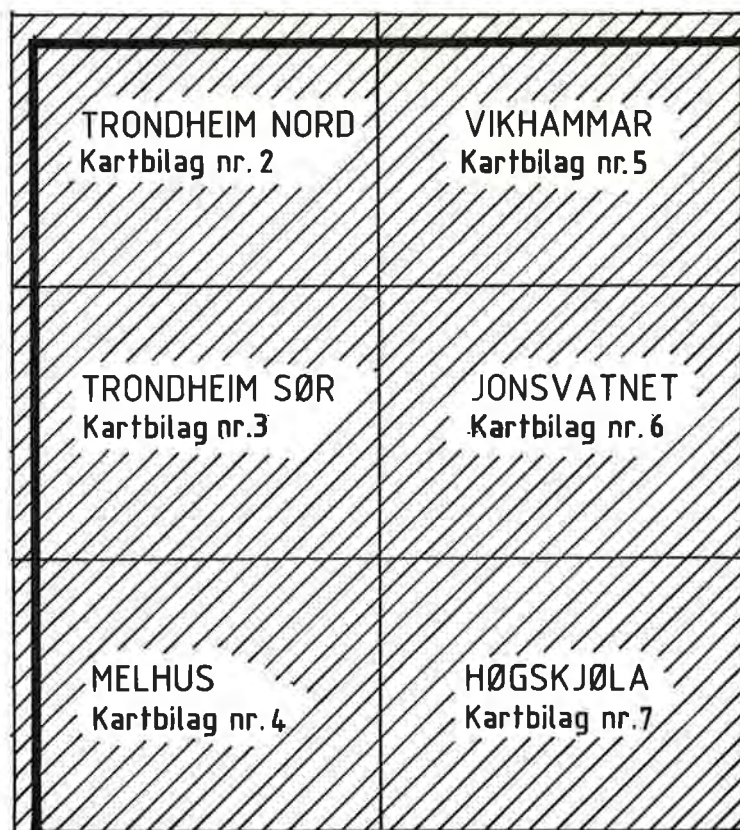 TRONDHEIM NORD
Kartbilag nr. 2
VIKHAMMAR
Kartbilag nr.5
TRONDHEIM SØR
Kartbilag nr.3
JONSVATNET
Kartbilag nr. 6
MELHUS
Kartbilag nr. 4
HØGSKJØLA
Kartbilag nr.7